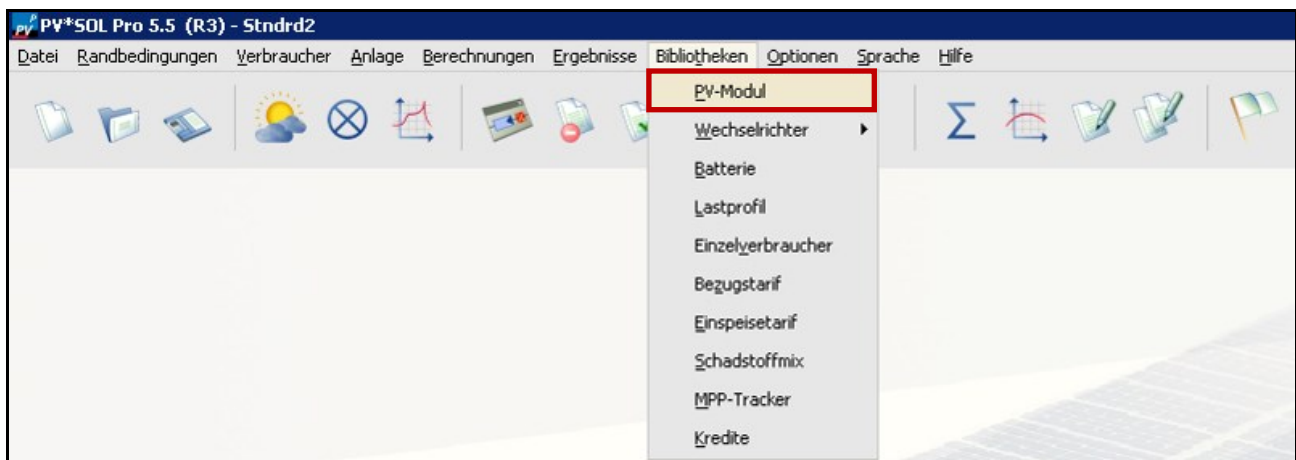 PV*SOL Pro 5.5 (R3) - Stndrd2
Datei Randbedingungen Verbraucher Anlage Berechnungen Ergebnisse Bibliotheken Optionen Sprache Hilfe
PV-Modul
Wechselrichter
Batterie
Lastprofil
Einzelverbraucher
Bezugstarif
Einspeisetarif
Schadstoffmix
MPP-Tracker
Kredite